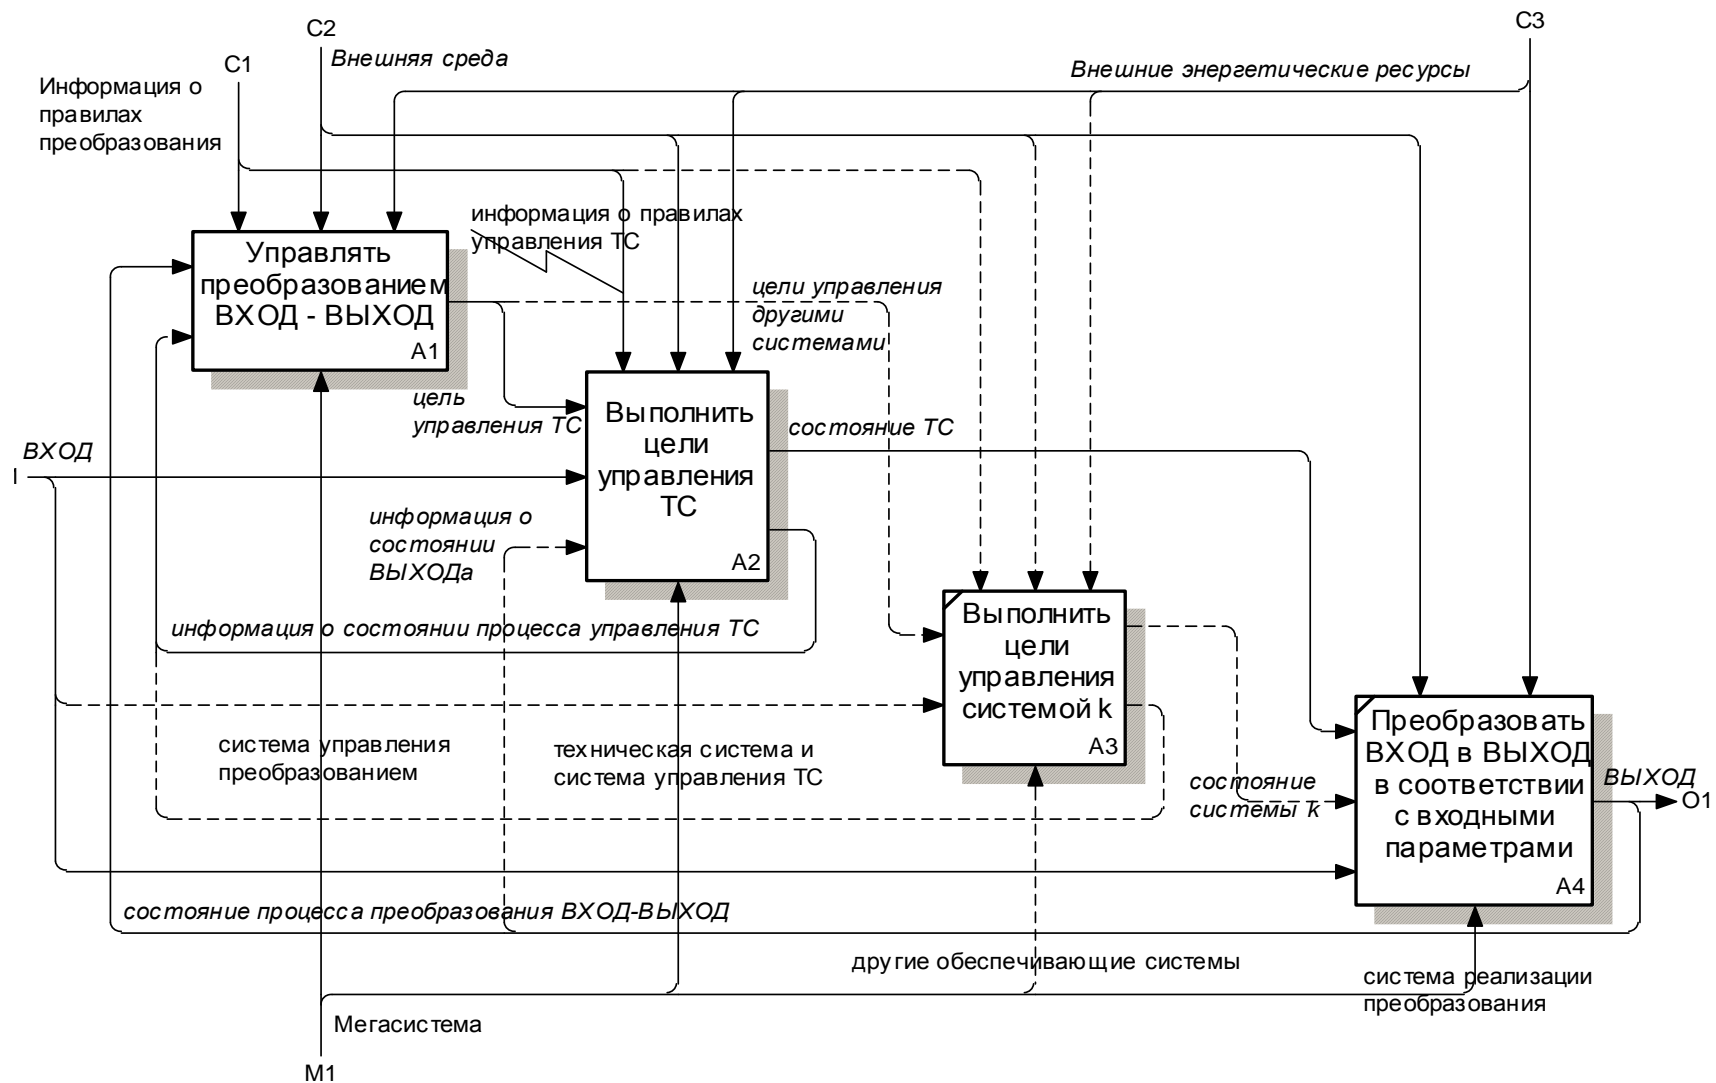 C3
C2
Внешняя среда
C1
Внешние энергетические ресурсы
Информация о
правилах
преобразования
информация о правилах
управления ТС
Управлять
преобразованием
ВХОД - ВЫХОД
A1
цели управления
другими
системами
цель
управления ТС
Выполнить
цели
управления
ТС
A2
состояние ТС
ВХОД
I
информация о
состоянии
ВЫХОДа
информация о состоянии процесса управления ТС
Выполнить
цели
управления
системой k
A3
система управления
преобразованием
техническая система и
система управления ТС
состояние
системы k
Преобразовать
ВХОД в ВЫХОД
в соответствии
с входными
параметрами
A4
ВЫХОД
O1
состояние процесса преобразования ВХОД-ВЫХОД
другие обеспечивающие системы
система реализации
преобразования
Мегасистема
M1